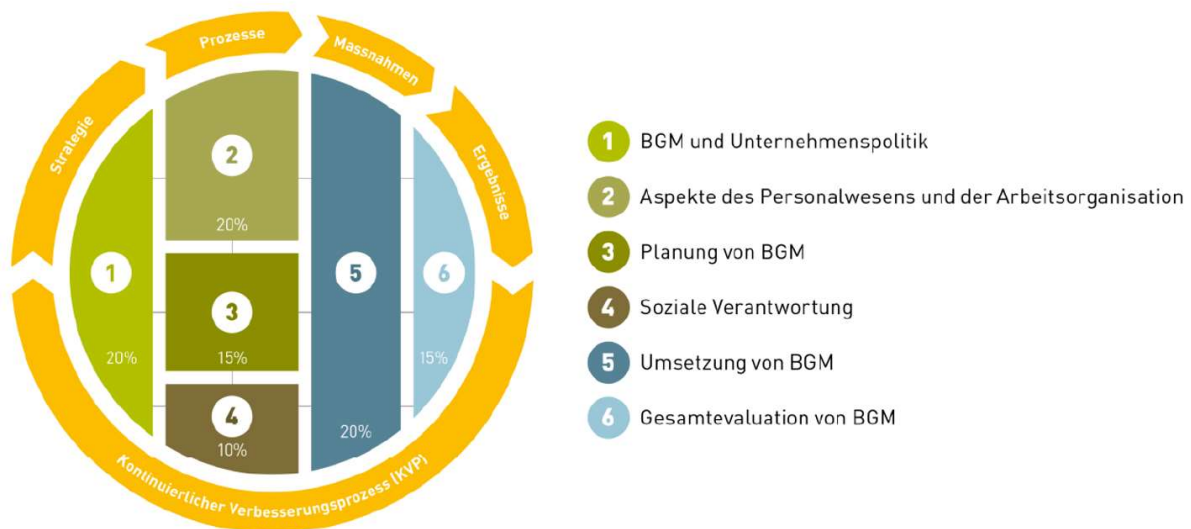 Strategie
Prozesse
Massnahmen
Ergebnisse
Kontinuierlicher Verbesserungsprozess (KVP)
1
20%
2
20%
3
15%
4
10%
5
20%
6
15%
1 BGM und Unternehmenspolitik
2 Aspekte des Personalwesens und der Arbeitsorganisation
3 Planung von BGM
4 Soziale Verantwortung
5 Umsetzung von BGM
6 Gesamtevaluation von BGM